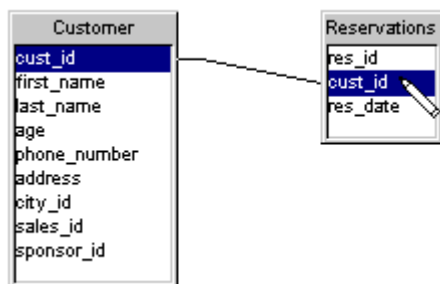 Customer
cust_id
first_name
last_name
age
phone_number
address
city_id
sales_id
sponsor_id
Reservations
res_id
cust_id
res_date